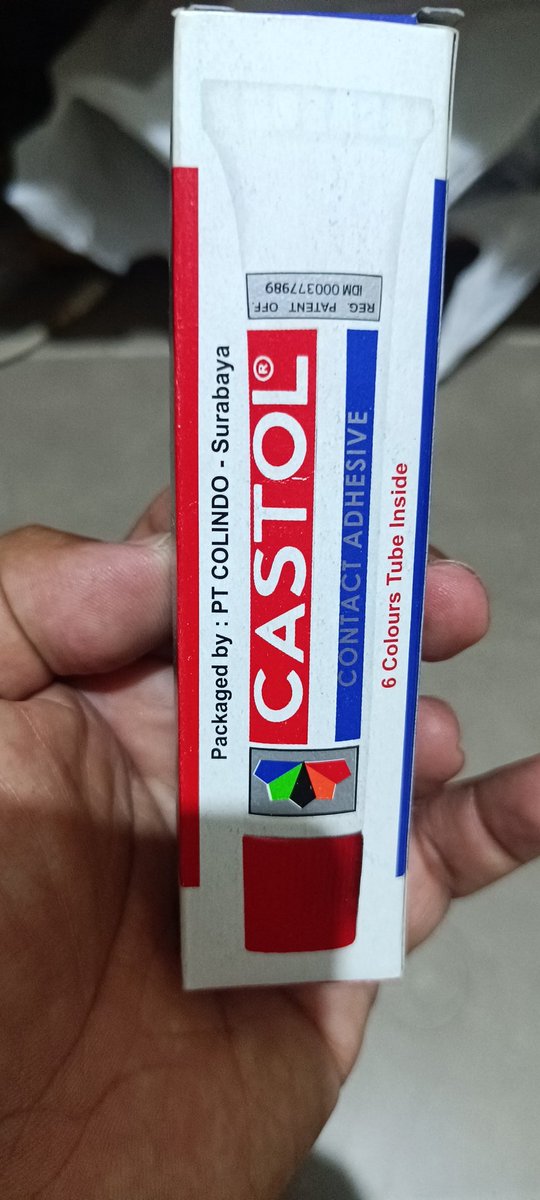 Packaged by : PT COLINDO - Surabaya
CASTOL®
CONTACT ADHESIVE
6 Colours Tube Inside
REG. PATENT OFF.
IDM 000377989